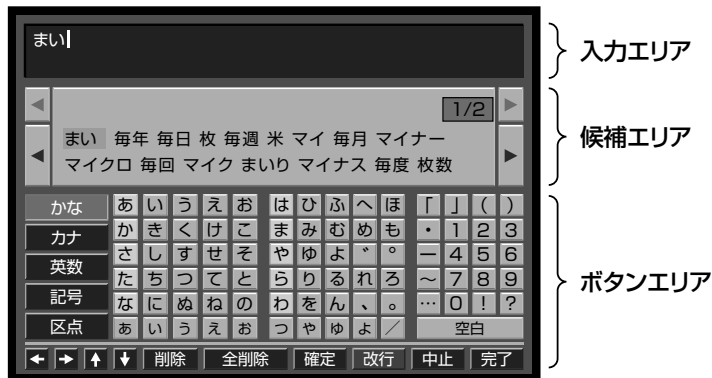 まい
入力エリア
1/2
候補エリア
まい 毎年 毎日 枚 毎週 米 マイ 毎月 マイナー
マイクロ 毎回 マイク まいり マイナス 毎度 枚数
かな あ い う え お は ひ ふ へ ほ 「 」 ( )
カナ か き く け こ ま み む め も ・ 1 2 3
英数 さ し す せ そ や ゆ よ ゛ ゜ ー 4 5 6
ボタンエリア
記号 た ち つ て と ら り る れ ろ ~ 7 8 9
区点 な に ぬ ね の わ を ん 、 。 … 0 ! ?
ぁ ぃ ぅ ぇ ぉ っ ゃ ゅ ょ / 空白
← → ↑ ↓ 削除 全削除 確定 改行 中止 完了